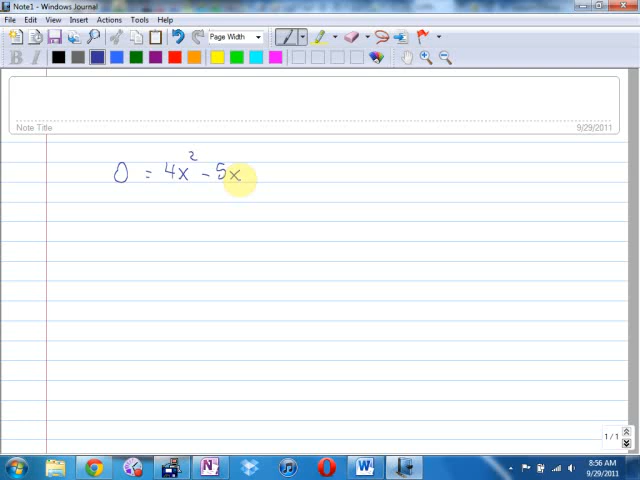 Note1 - Windows Journal
File Edit View Insert Actions Tools Help
Page Width
B I
Note Title 9/29/2011
0 = 4x² - 5x
1 / 1
8:56 AM
9/29/2011